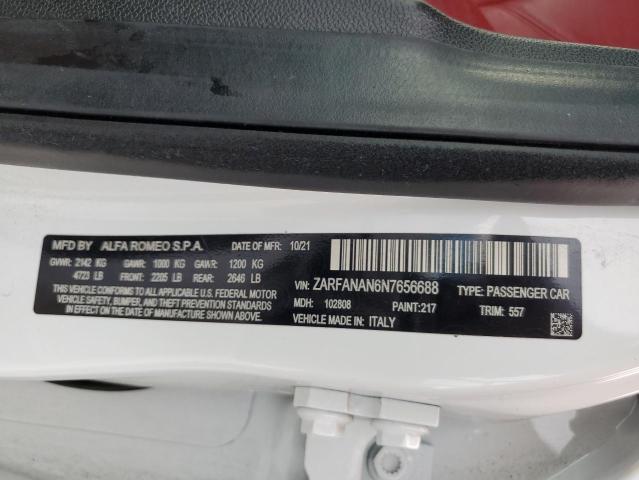 MFD BY ALFA ROMEO S.P.A. DATE OF MFR: 10/21
GVWR: 2142 KG GAWR: 1000 KG GAWR: 1200 KG
4723 LB FRONT: 2205 LB REAR: 2646 LB
THIS VEHICLE CONFORMS TO ALL APPLICABLE U.S. FEDERAL MOTOR
VEHICLE SAFETY, BUMPER, AND THEFT PREVENTION STANDARDS
IN EFFECT ON THE DATE OF MANUFACTURE SHOWN ABOVE.
VIN: ZARFANAN6N7656688 TYPE: PASSENGER CAR
MDH: 102808 PAINT: 217 TRIM: 557
VEHICLE MADE IN: ITALY